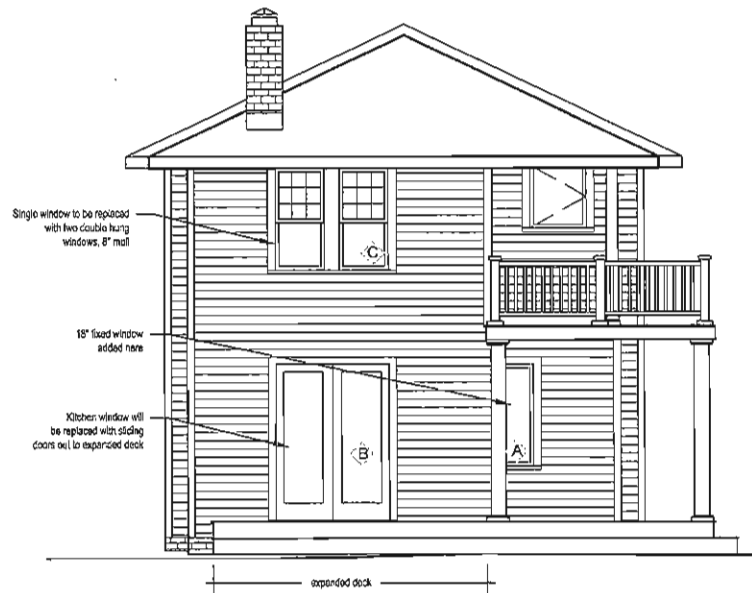 Single window to be replaced
with two double hung
windows, 8" mull
C
18" fixed window
added here
Kitchen window will
be replaced with sliding
doors out to expanded deck
B
A
expanded deck